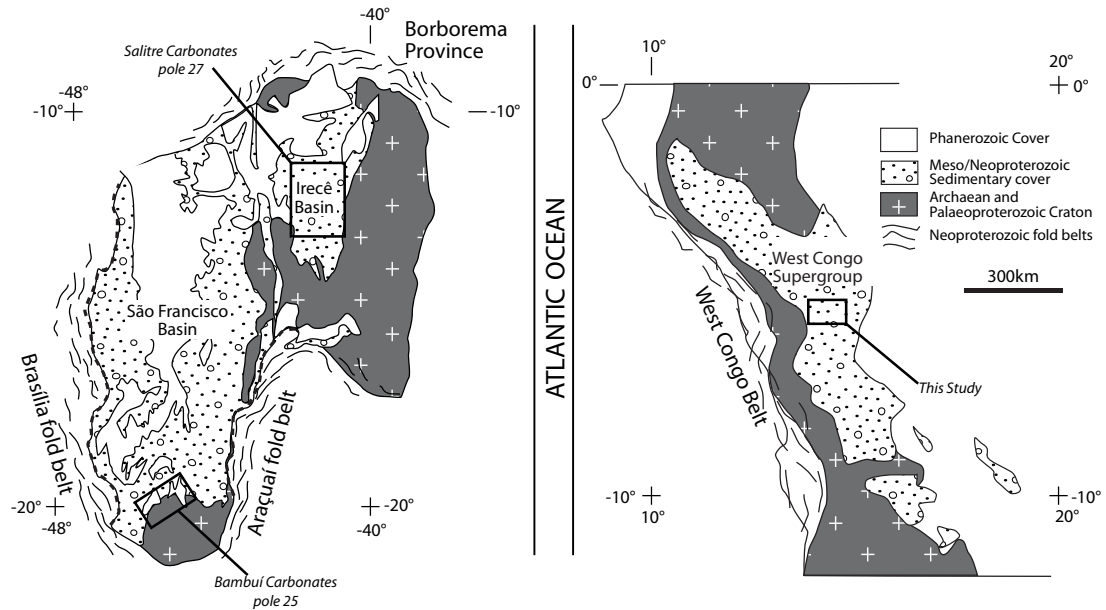 -40°
Borborema
Province
Salitre Carbonates
pole 27
-48°
-10°
-10°
Irecê
Basin
São Francisco
Basin
Brasília fold belt
Araçuaí fold belt
-20°
-48°
-20°
-40°
Bambuí Carbonates
pole 25
ATLANTIC OCEAN
10°
0°
20°
0°
Phanerozoic Cover
Meso/Neoproterozoic
Sedimentary cover
Archaean and
Palaeoproterozoic Craton
Neoproterozoic fold belts
300km
West Congo
Supergroup
West Congo Belt
This Study
-10°
10°
-10°
20°